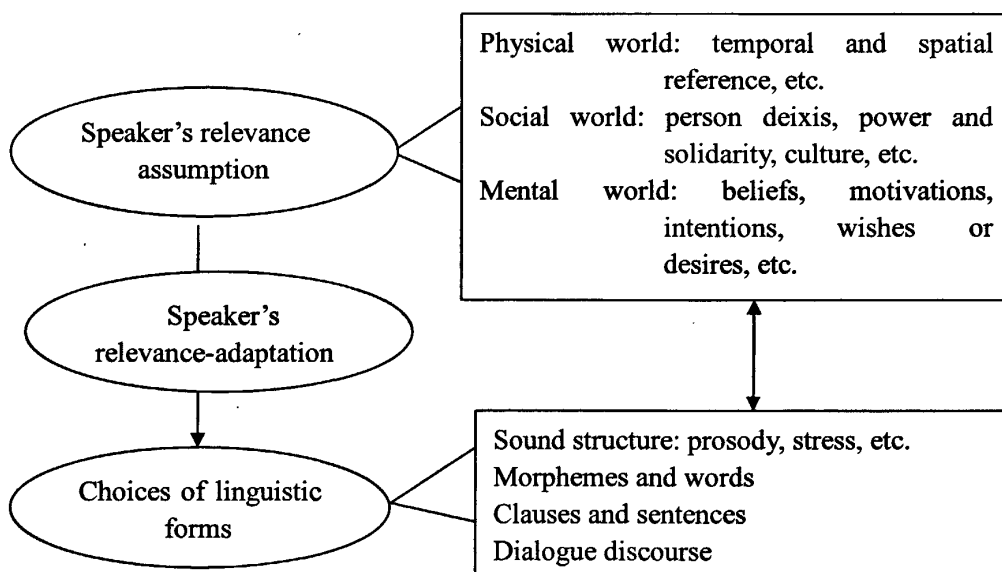 Speaker's relevance
assumption
Physical world: temporal and spatial
reference, etc.
Social world: person deixis, power and
solidarity, culture, etc.
Mental world: beliefs, motivations,
intentions, wishes or
desires, etc.
Speaker's
relevance-adaptation
Choices of linguistic
forms
Sound structure: prosody, stress, etc.
Morphemes and words
Clauses and sentences
Dialogue discourse